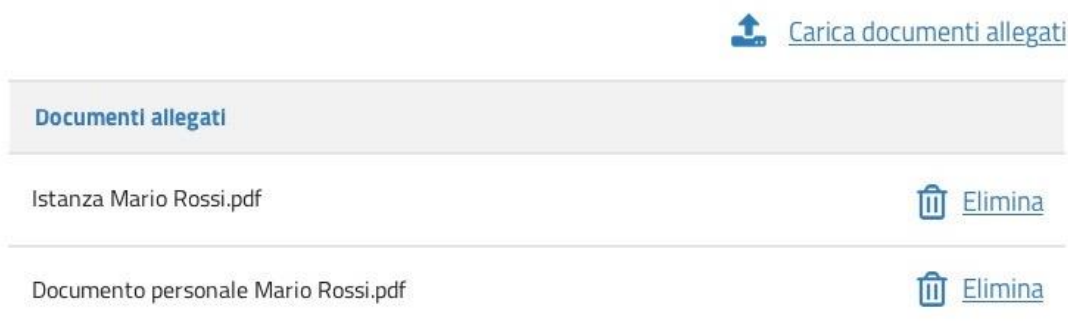 Carica documenti allegati
Documenti allegati
Istanza Mario Rossi.pdf
Elimina
Documento personale Mario Rossi.pdf
Elimina